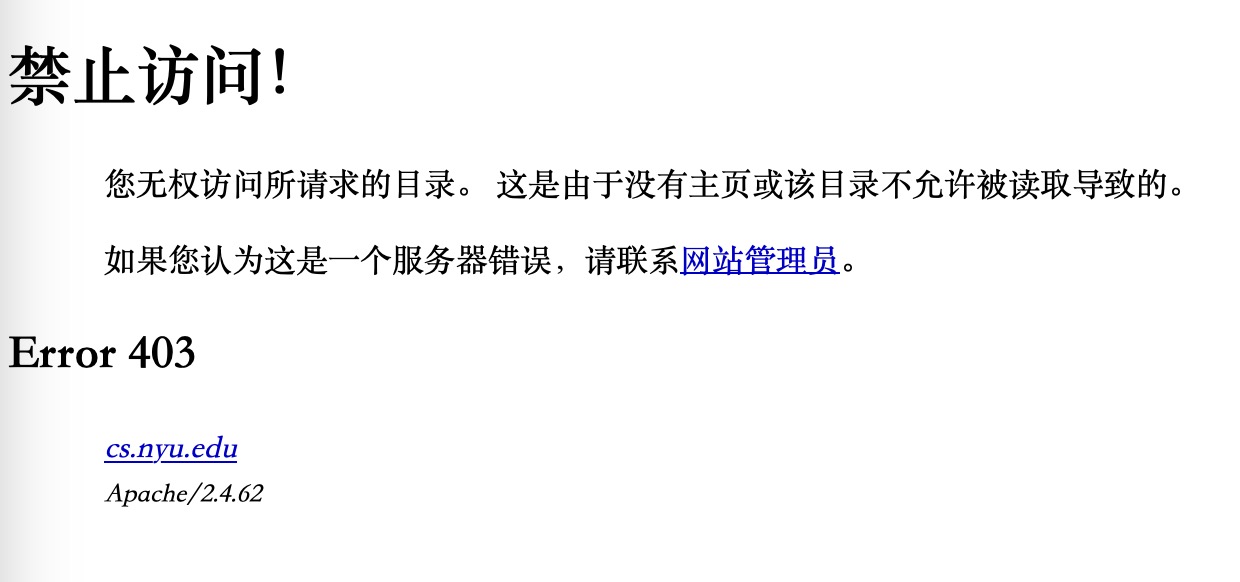 禁止访问!
您无权访问所请求的目录。 这是由于没有主页或该目录不允许被读取导致的。
如果您认为这是一个服务器错误，请联系网站管理员。
Error 403
cs.nyu.edu
Apache/2.4.62